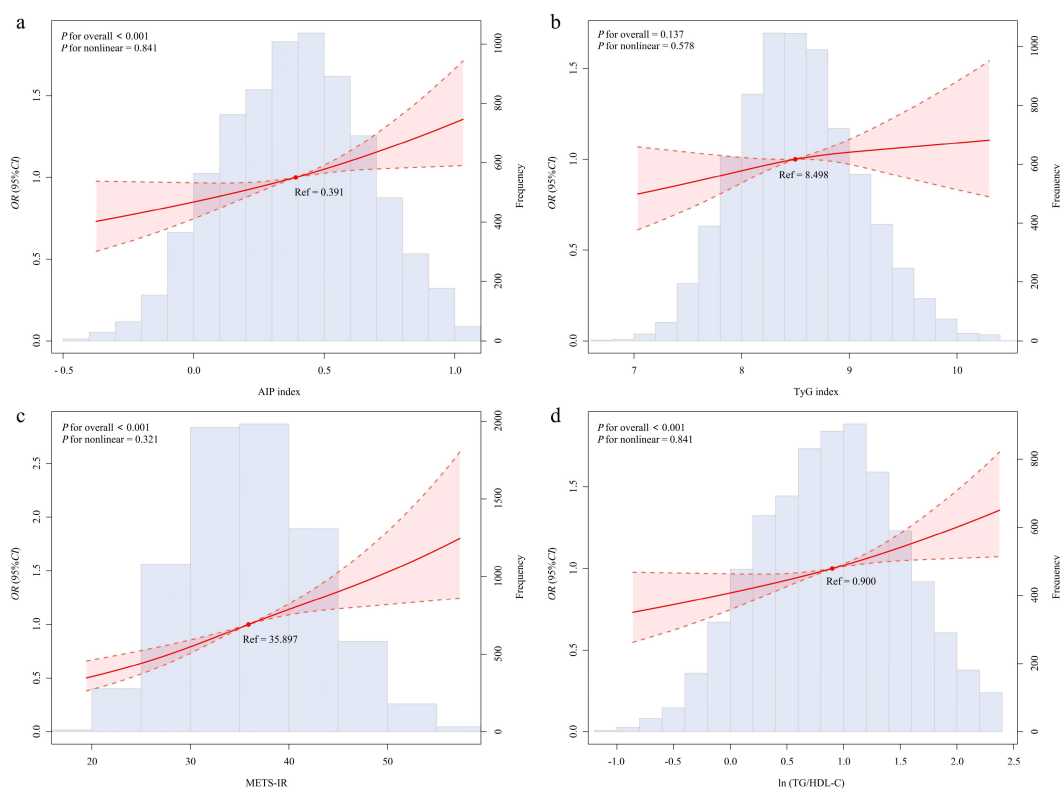 a
P for overall < 0.001
P for nonlinear = 0.841
OR (95%CI)
0.0
0.5
1.0
1.5
Ref = 0.391
Frequency
0
200
400
600
800
1000
- 0.5
0.0
0.5
1.0
AIP index
b
P for overall = 0.137
P for nonlinear = 0.578
OR (95%CI)
0.0
0.5
1.0
1.5
Ref = 8.498
Frequency
0
200
400
600
800
1000
7
8
9
10
TyG index
c
P for overall < 0.001
P for nonlinear = 0.321
OR (95%CI)
0.0
0.5
1.0
1.5
2.0
2.5
Ref = 35.897
Frequency
0
500
1000
1500
2000
20
30
40
50
METS-IR
d
P for overall < 0.001
P for nonlinear = 0.841
OR (95%CI)
0.0
0.5
1.0
1.5
Ref = 0.900
Frequency
0
200
400
600
800
-1.0
-0.5
0.0
0.5
1.0
1.5
2.0
2.5
ln (TG/HDL-C)